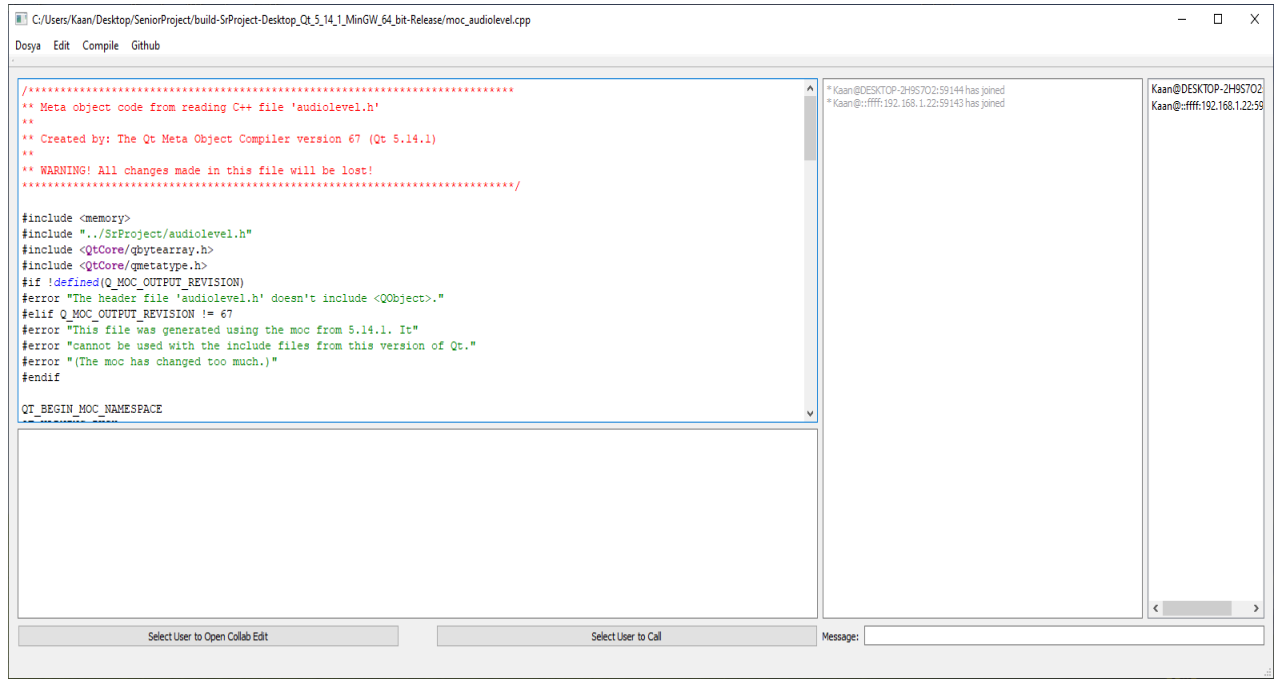 C:/Users/Kaan/Desktop/SeniorProject/build-SrProject-Desktop_Qt_5_14_1_MinGW_64_bit-Release/moc_audiolevel.cpp
Dosya Edit Compile Github
/****************************************************************************
** Meta object code from reading C++ file 'audiolevel.h'
**
** Created by: The Qt Meta Object Compiler version 67 (Qt 5.14.1)
**
** WARNING! All changes made in this file will be lost!
*****************************************************************************/
#include <memory>
#include "../SrProject/audiolevel.h"
#include <QtCore/qbytearray.h>
#include <QtCore/qmetatype.h>
#if !defined(Q_MOC_OUTPUT_REVISION)
#error "The header file 'audiolevel.h' doesn't include <QObject>."
#elif Q_MOC_OUTPUT_REVISION != 67
#error "This file was generated using the moc from 5.14.1. It"
#error "cannot be used with the include files from this version of Qt."
#error "(The moc has changed too much.)"
#endif
QT_BEGIN_MOC_NAMESPACE
* Kaan@DESKTOP-2H9S7O2:59144 has joined
* Kaan@::ffff:192.168.1.22:59143 has joined
Kaan@DESKTOP-2H9S7O2
Kaan@::ffff:192.168.1.22:59
Select User to Open Collab Edit
Select User to Call
Message: